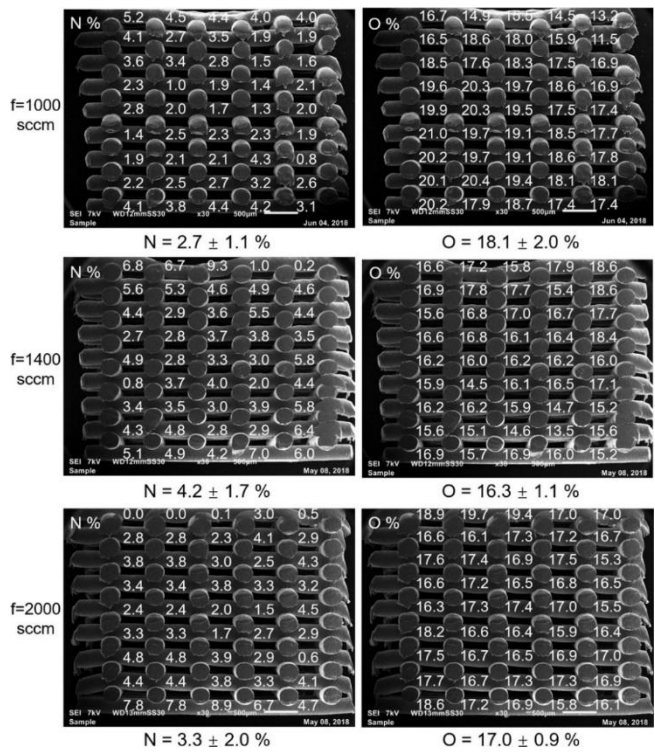 N %
5.2 4.5 4.4 4.0 4.0
4.1 2.7 3.5 1.9 1.9
3.6 3.4 2.8 1.5 1.6
2.3 1.0 1.9 1.4 2.1
2.8 2.0 1.7 1.3 2.0
1.4 2.5 2.3 2.3 1.9
1.9 2.1 2.1 4.3 0.8
2.2 2.5 2.7 3.2 2.6
4.1 3.8 4.4 4.2 3.1
SEI 7kV WD12mmSS30 x30 500µm
Sample Jun 04, 2018
N = 2.7 ± 1.1 %
O %
16.7 14.9 15.5 14.5 13.2
16.5 18.6 18.0 15.9 11.5
18.5 17.6 18.3 17.5 16.9
19.6 20.3 19.7 18.6 16.9
19.9 20.3 19.5 17.5 17.4
21.0 19.7 19.1 18.5 17.7
20.2 19.7 19.1 18.6 17.8
20.1 20.4 19.4 18.1 18.1
20.2 17.9 18.7 17.4 17.4
SEI 7kV WD12mmSS30 x30 500µm
Sample Jun 04, 2018
O = 18.1 ± 2.0 %
f=1000
sccm
N %
6.8 6.7 9.3 1.0 0.2
5.6 5.3 4.6 4.9 4.6
4.4 2.9 3.6 5.5 4.4
2.7 2.8 3.7 3.8 3.5
4.9 2.8 3.3 3.0 5.8
0.8 3.7 4.0 2.0 4.4
3.4 3.5 3.0 3.9 5.8
4.3 4.8 2.8 2.9 6.4
5.1 4.9 4.2 7.0 6.0
SEI 7kV WD12mmSS30 x30 500µm
Sample May 08, 2018
N = 4.2 ± 1.7 %
O %
16.6 17.2 15.8 17.9 18.6
16.9 17.8 17.7 15.4 18.6
15.6 16.8 17.0 16.7 17.7
16.6 16.8 16.1 16.4 18.4
16.2 16.0 16.2 16.2 16.0
15.9 14.5 16.1 16.5 17.1
16.2 16.2 15.9 14.7 15.2
15.6 15.1 14.6 13.5 15.6
16.9 15.7 16.9 16.0 15.2
SEI 7kV WD12mmSS30 x30 500µm
Sample May 08, 2018
O = 16.3 ± 1.1 %
f=1400
sccm
N %
0.0 0.0 0.1 3.0 0.5
2.8 2.8 2.3 4.1 2.9
3.8 3.8 3.0 2.5 4.3
3.4 3.4 3.8 3.3 3.2
2.4 2.4 2.0 1.5 4.5
3.3 3.3 1.7 2.7 2.9
4.8 4.8 3.9 2.9 0.6
4.4 4.4 3.8 3.3 4.1
7.8 7.8 8.9 6.7 4.7
SEI 7kV WD13mmSS30 x30 500µm
Sample May 08, 2018
N = 3.3 ± 2.0 %
O %
18.9 19.7 19.4 17.0 17.0
16.6 16.1 17.3 17.2 16.7
17.6 17.4 16.9 17.5 15.3
16.6 17.2 16.5 16.8 16.5
16.3 17.3 17.4 17.0 15.5
18.2 16.6 16.4 15.9 16.4
17.5 16.7 16.5 16.9 17.0
17.7 16.7 17.3 17.3 16.9
18.6 17.2 16.9 15.8 16.1
SEI 7kV WD13mmSS30 x30 500µm
Sample May 08, 2018
O = 17.0 ± 0.9 %
f=2000
sccm